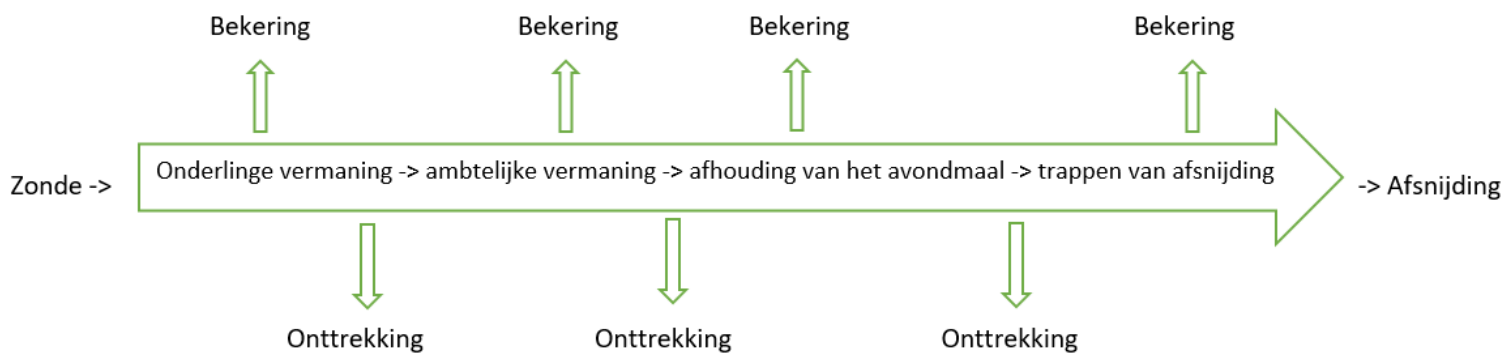 Bekering Bekering Bekering Bekering
Onderlinge vermaning -> ambtelijke vermaning -> afhouding van het avondmaal -> trappen van afsnijding
Zonde -> -> Afsnijding
Onttrekking Onttrekking Onttrekking